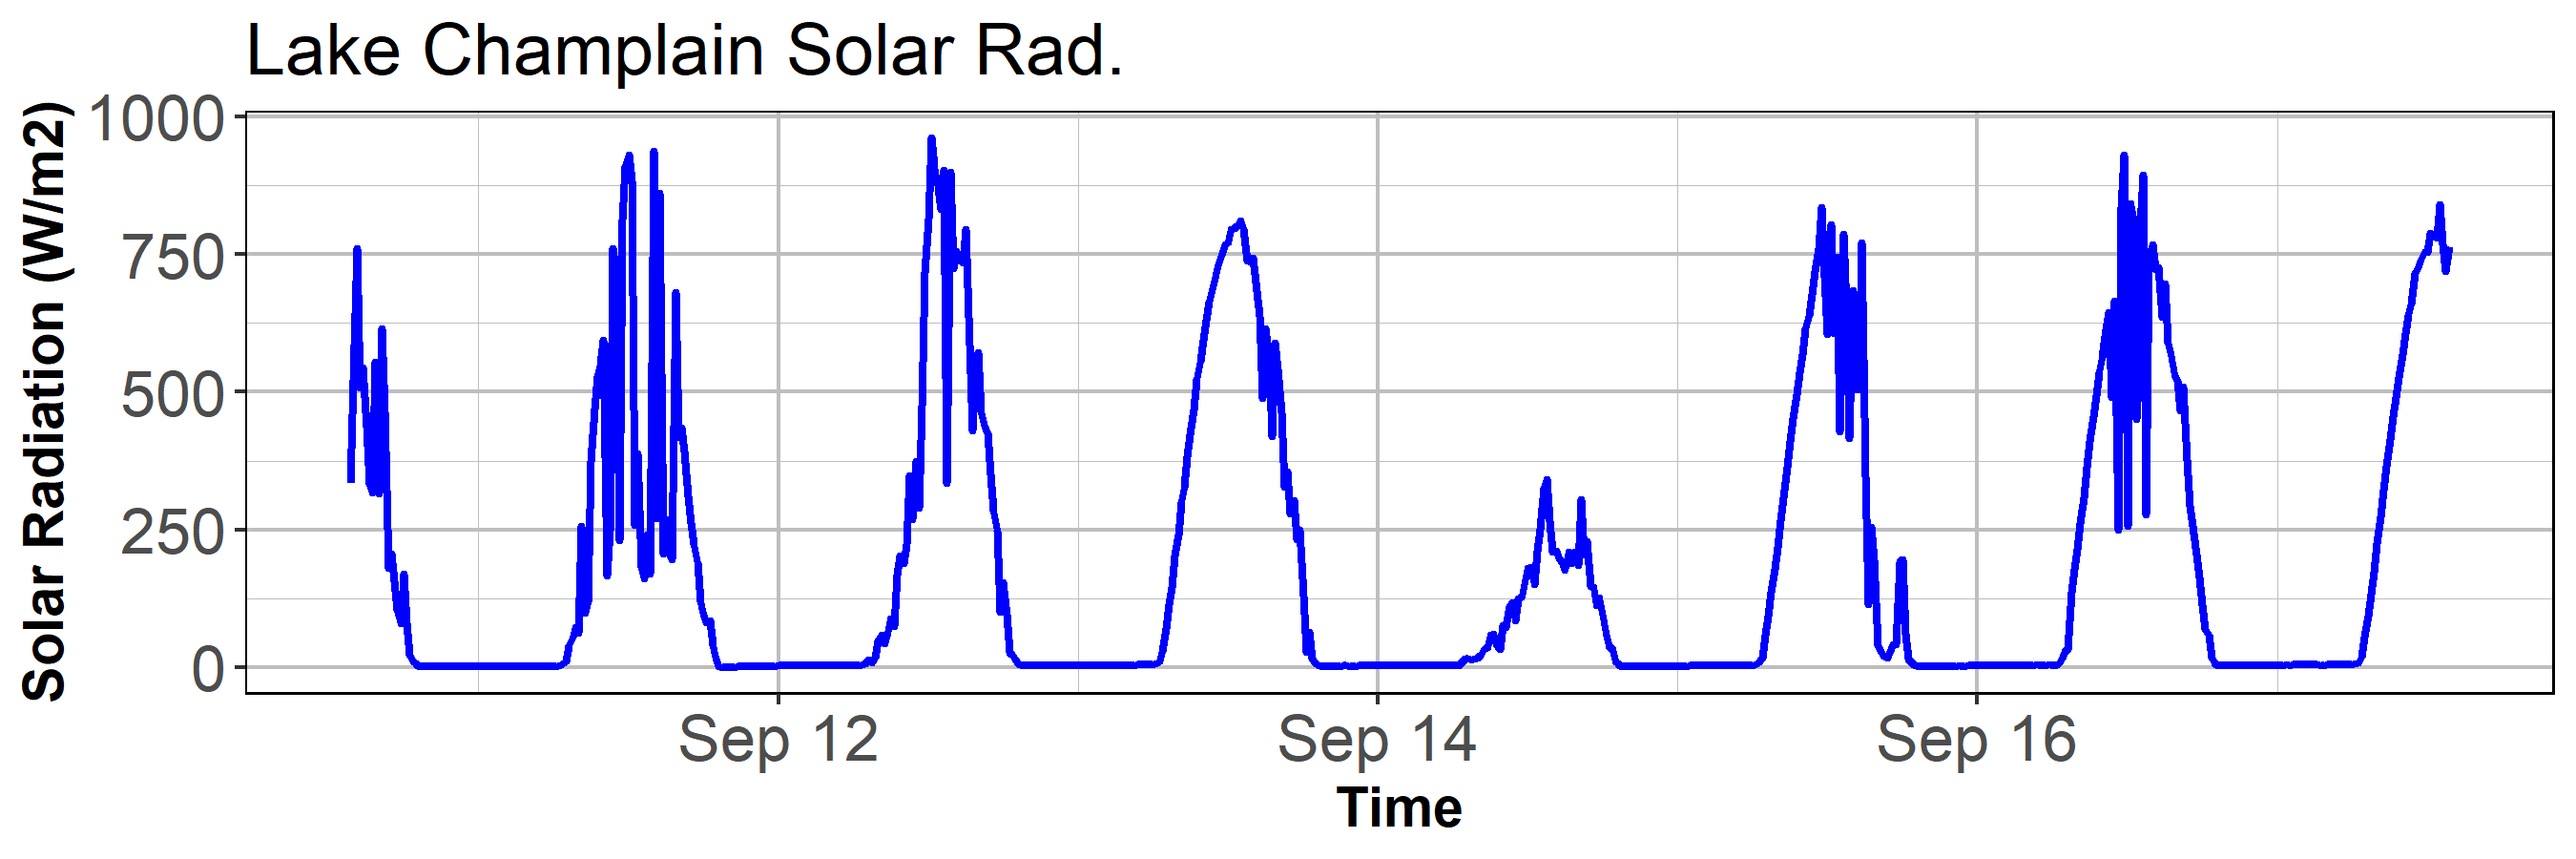 Lake Champlain Solar Rad.
Solar Radiation (W/m2)
1000
750
500
250
0
Sep 12
Sep 14
Sep 16
Time